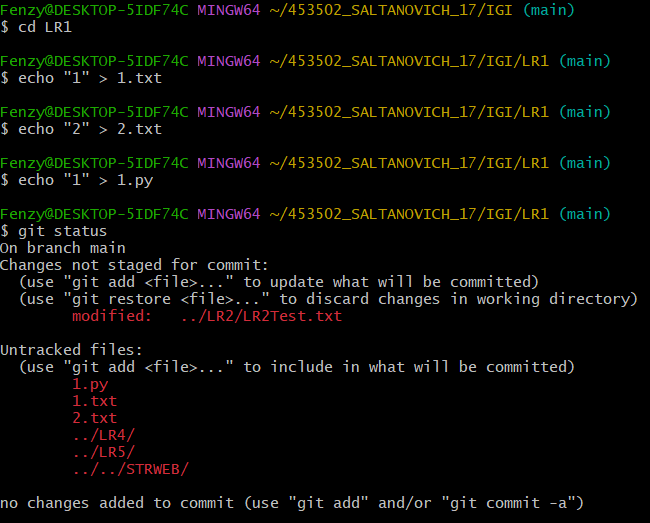 Fenzy@DESKTOP-5IDF74C MINGW64 ~/453502_SALTANOVICH_17/IGI (main)
$ cd LR1
Fenzy@DESKTOP-5IDF74C MINGW64 ~/453502_SALTANOVICH_17/IGI/LR1 (main)
$ echo "1" > 1.txt
Fenzy@DESKTOP-5IDF74C MINGW64 ~/453502_SALTANOVICH_17/IGI/LR1 (main)
$ echo "2" > 2.txt
Fenzy@DESKTOP-5IDF74C MINGW64 ~/453502_SALTANOVICH_17/IGI/LR1 (main)
$ echo "1" > 1.py
Fenzy@DESKTOP-5IDF74C MINGW64 ~/453502_SALTANOVICH_17/IGI/LR1 (main)
$ git status
On branch main
Changes not staged for commit:
  (use "git add <file>..." to update what will be committed)
  (use "git restore <file>..." to discard changes in working directory)
        modified:   ../LR2/LR2Test.txt
Untracked files:
  (use "git add <file>..." to include in what will be committed)
        1.py
        1.txt
        2.txt
        ../LR4/
        ../LR5/
        ../../STRWEB/
no changes added to commit (use "git add" and/or "git commit -a")